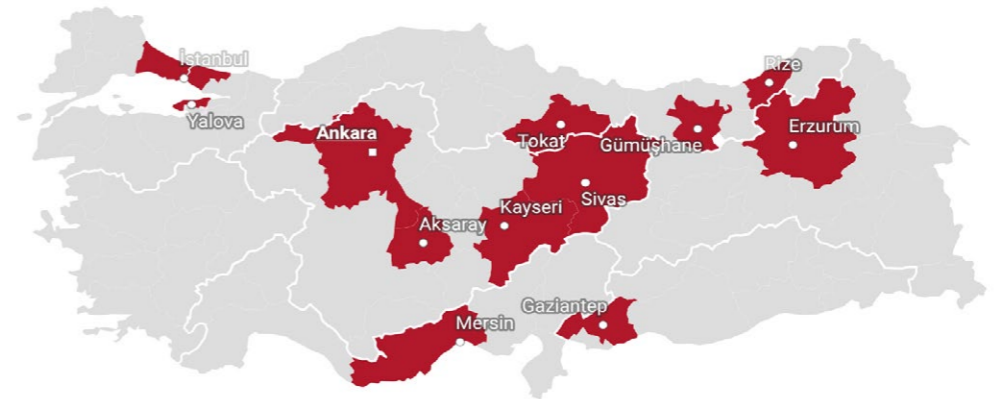 İstanbul
Rize
Yalova
Ankara
Erzurum
Tokat
Gümüşhane
Sivas
Kayseri
Aksaray
Gaziantep
Mersin